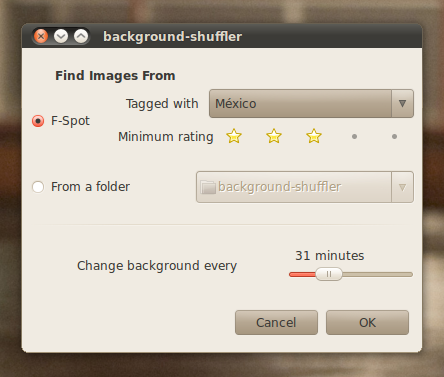 background-shuffler
Find Images From
Tagged with México
F-Spot
Minimum rating
From a folder background-shuffler
31 minutes
Change background every
Cancel OK